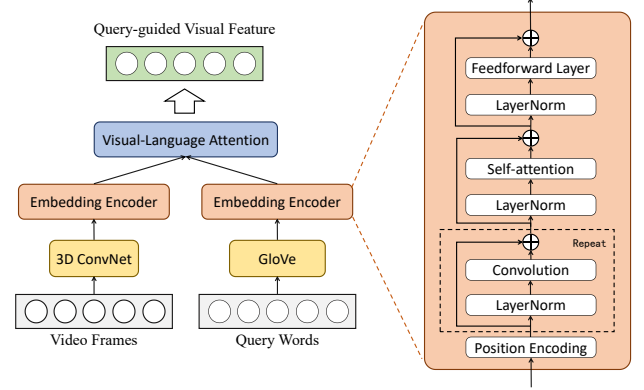 Query-guided Visual Feature
Visual-Language Attention
Embedding Encoder
Embedding Encoder
3D ConvNet
GloVe
Video Frames
Query Words
Feedforward Layer
LayerNorm
Self-attention
LayerNorm
Repeat
Convolution
LayerNorm
Position Encoding